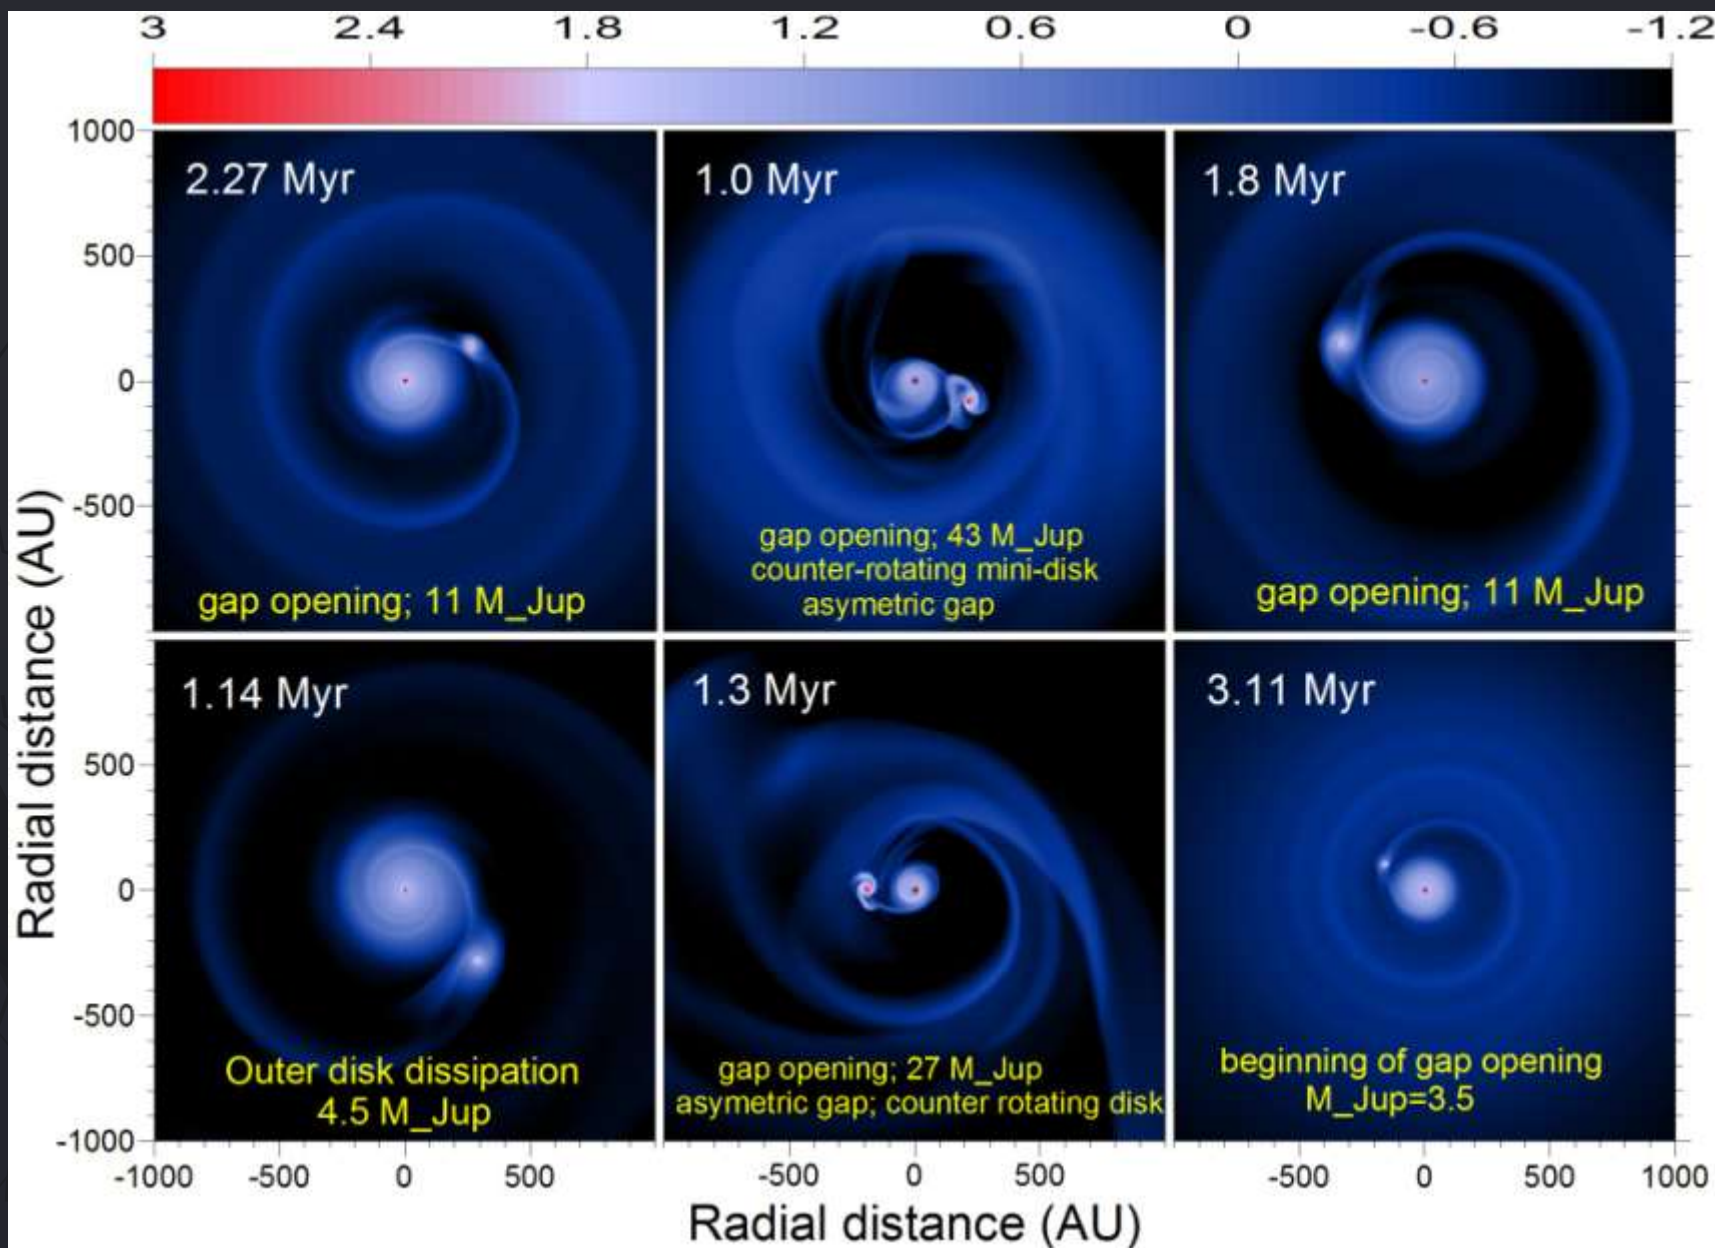 3 2.4 1.8 1.2 0.6 0 -0.6 -1.2
1000
500
0
-500
Radial distance (AU)
2.27 Myr
gap opening; 11 M_Jup
1.0 Myr
gap opening; 43 M_Jup
counter-rotating mini-disk
asymetric gap
1.8 Myr
gap opening; 11 M_Jup
500
0
-500
-1000
1.14 Myr
Outer disk dissipation
4.5 M_Jup
1.3 Myr
gap opening; 27 M_Jup
asymetric gap; counter rotating disk
3.11 Myr
beginning of gap opening
M_Jup=3.5
-1000 -500 0 500 -500 0 500 -500 0 500 1000
Radial distance (AU)